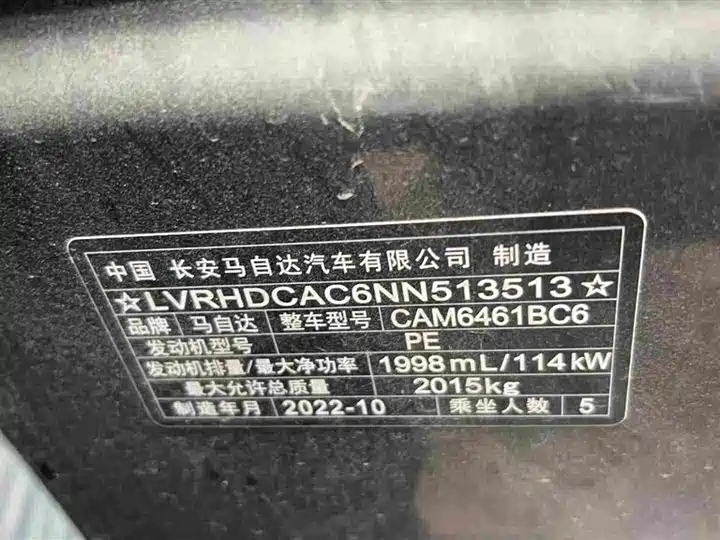 中国 长安马自达汽车有限公司 制造
☆LVRHDCAC6NN513513☆
品牌 马自达 整车型号 CAM6461BC6
发动机型号 PE
发动机排量/最大净功率 1998mL/114kW
最大允许总质量 2015kg
制造年月 2022-10 乘坐人数 5